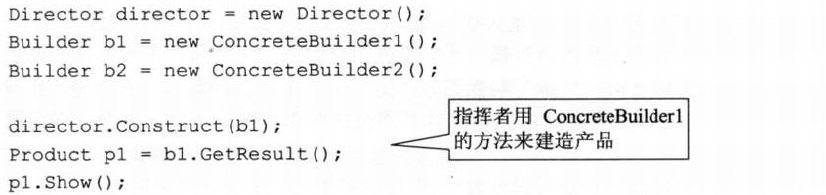 Director director = new Director();
Builder b1 = new ConcreteBuilder1();
Builder b2 = new ConcreteBuilder2();
director.Construct(b1);
Product p1 = b1.GetResult();
p1.Show();
指挥者用 ConcreteBuilder1
的方法来建造产品